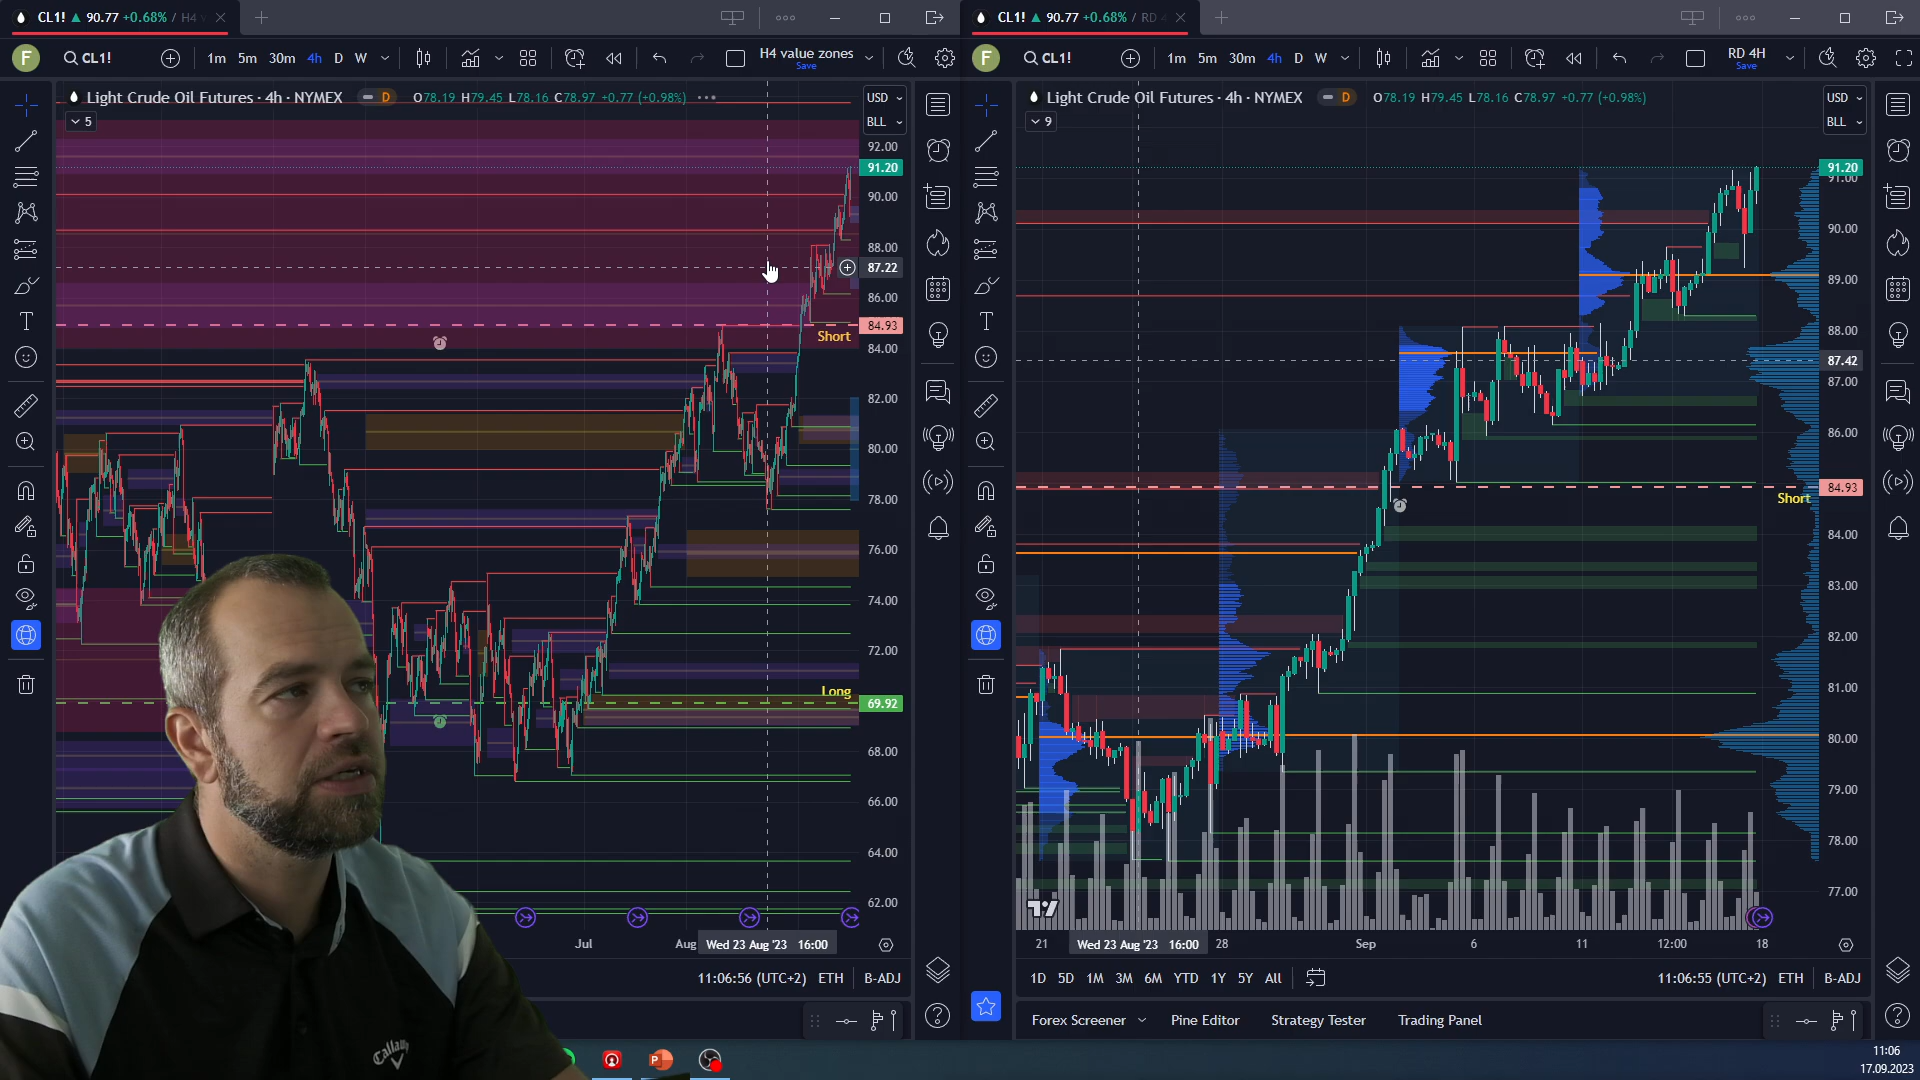 CL1! ▲ 90.77 +0.68% / H4 v
CL1! ▲ 90.77 +0.68% / RD 4
F
CL1!
1m 5m 30m 4h D W
H4 value zones
Save
F
CL1!
1m 5m 30m 4h D W
RD 4H
Save
Light Crude Oil Futures · 4h · NYMEX
D
O78.19 H79.45 L78.16 C78.97 +0.77 (+0.98%)
5
USD
BLL
Light Crude Oil Futures · 4h · NYMEX
D
O78.19 H79.45 L78.16 C78.97 +0.77 (+0.98%)
9
USD
BLL
92.00
91.20
90.00
88.00
87.22
86.00
84.93
Short
84.00
82.00
80.00
78.00
76.00
74.00
72.00
Long
69.92
68.00
66.00
64.00
62.00
91.20
91.00
90.00
89.00
88.00
87.42
87.00
86.00
84.93
Short
84.00
83.00
82.00
81.00
80.00
79.00
78.00
77.00
Jul
Aug
Wed 23 Aug '23 16:00
21
Wed 23 Aug '23 16:00
28
Sep
6
11
12:00
18
11:06:56 (UTC+2) ETH B-ADJ
1D 5D 1M 3M 6M YTD 1Y 5Y All
11:06:55 (UTC+2) ETH B-ADJ
Forex Screener
Pine Editor
Strategy Tester
Trading Panel
Callaway
11:06
17.09.2023